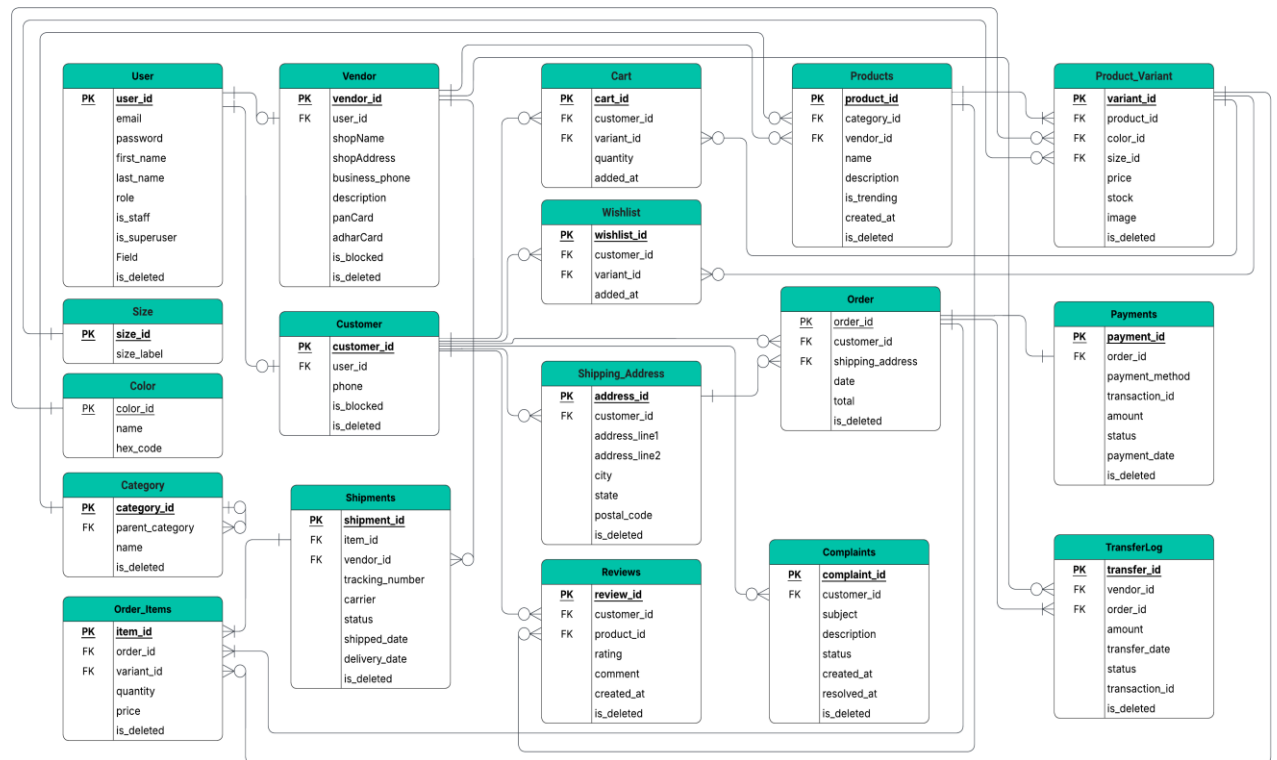 User
PK user_id
email
password
first_name
last_name
role
is_staff
is_superuser
Field
is_deleted
Vendor
PK vendor_id
FK user_id
shopName
shopAddress
business_phone
description
panCard
adharCard
is_blocked
is_deleted
Cart
PK cart_id
FK customer_id
FK variant_id
quantity
added_at
Products
PK product_id
FK category_id
FK vendor_id
name
description
is_trending
created_at
is_deleted
Product_Variant
PK variant_id
FK product_id
FK color_id
FK size_id
price
stock
image
is_deleted
Wishlist
PK wishlist_id
FK customer_id
FK variant_id
added_at
Size
PK size_id
size_label
Customer
PK customer_id
FK user_id
phone
is_blocked
is_deleted
Order
PK order_id
FK customer_id
FK shipping_address
date
total
is_deleted
Payments
PK payment_id
FK order_id
payment_method
transaction_id
amount
status
payment_date
is_deleted
Color
PK color_id
name
hex_code
Shipping_Address
PK address_id
FK customer_id
address_line1
address_line2
city
state
postal_code
is_deleted
Category
PK category_id
FK parent_category
name
is_deleted
Shipments
PK shipment_id
FK item_id
FK vendor_id
tracking_number
carrier
status
shipped_date
delivery_date
is_deleted
Complaints
PK complaint_id
FK customer_id
subject
description
status
created_at
resolved_at
is_deleted
TransferLog
PK transfer_id
FK vendor_id
FK order_id
amount
transfer_date
status
transaction_id
is_deleted
Reviews
PK review_id
FK customer_id
FK product_id
rating
comment
created_at
is_deleted
Order_Items
PK item_id
FK order_id
FK variant_id
quantity
price
is_deleted